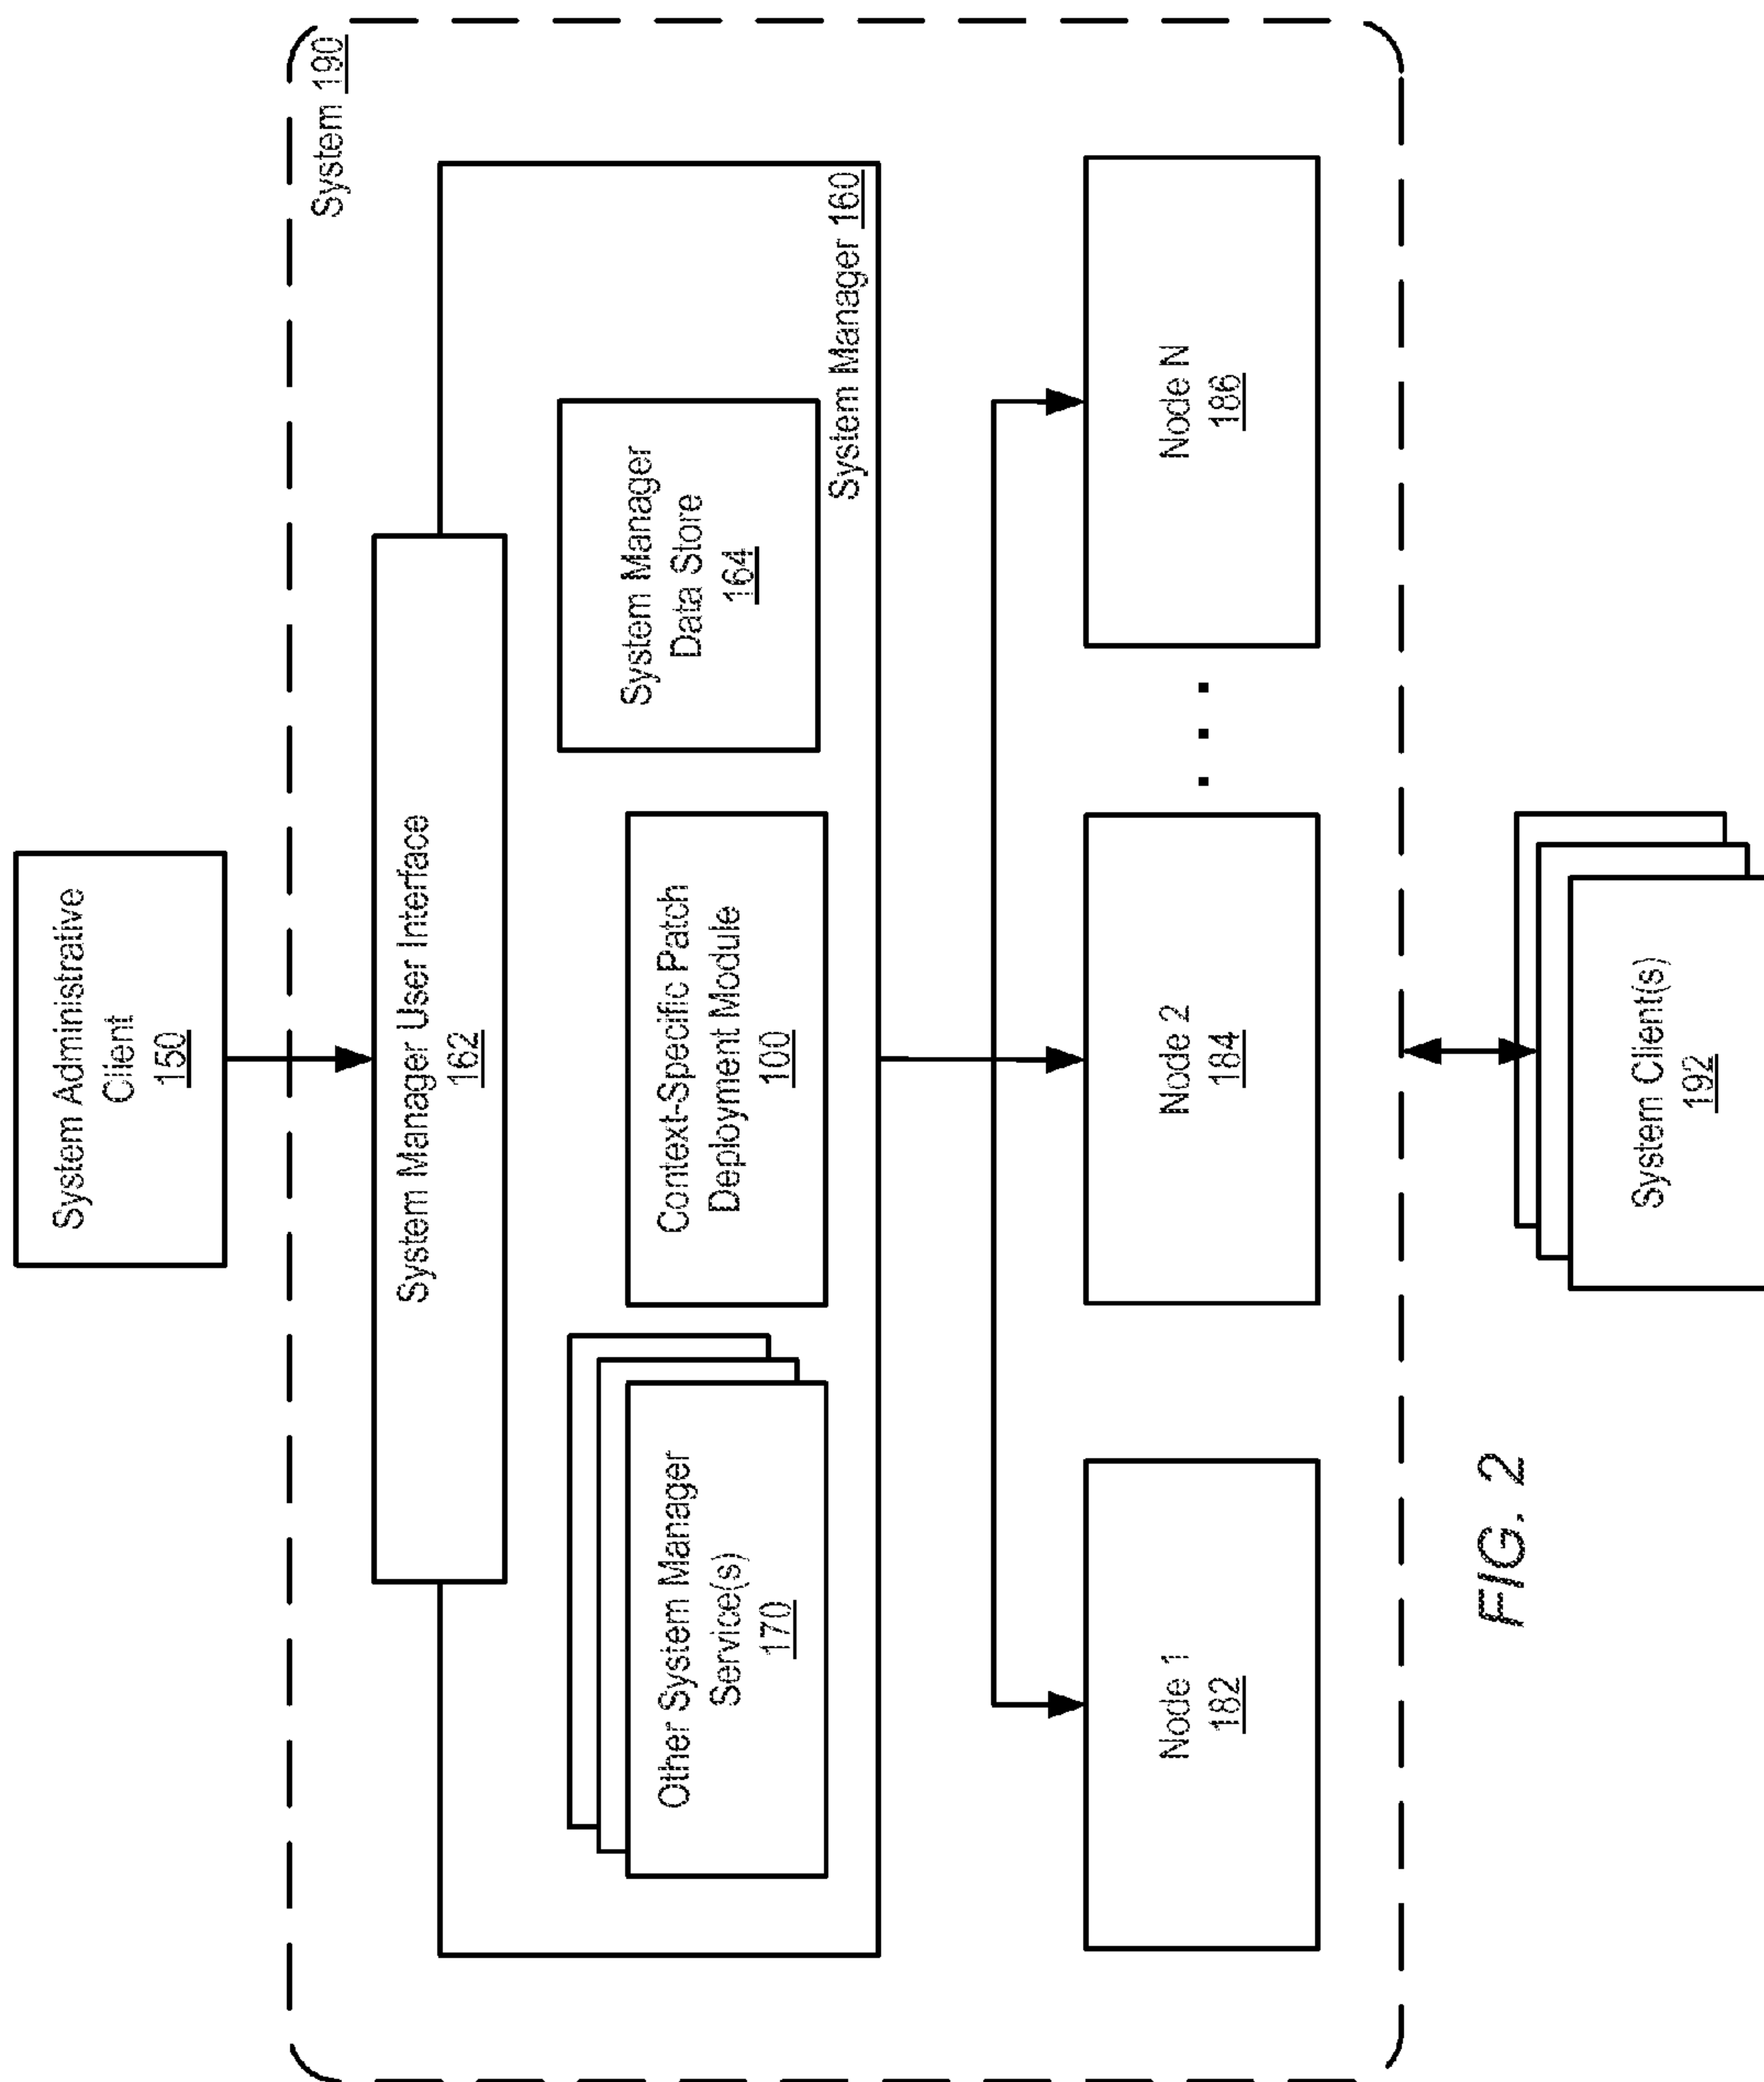 System Administrative
Client
150
System 190
System Manager User Interface
162
Other System Manager
Service(s)
170
Context-Specific Patch
Deployment Module
100
System Manager
Data Store
164
System Manager 160
Node 1
182
Node 2
184
. . .
Node N
186
System Client(s)
192
FIG. 2